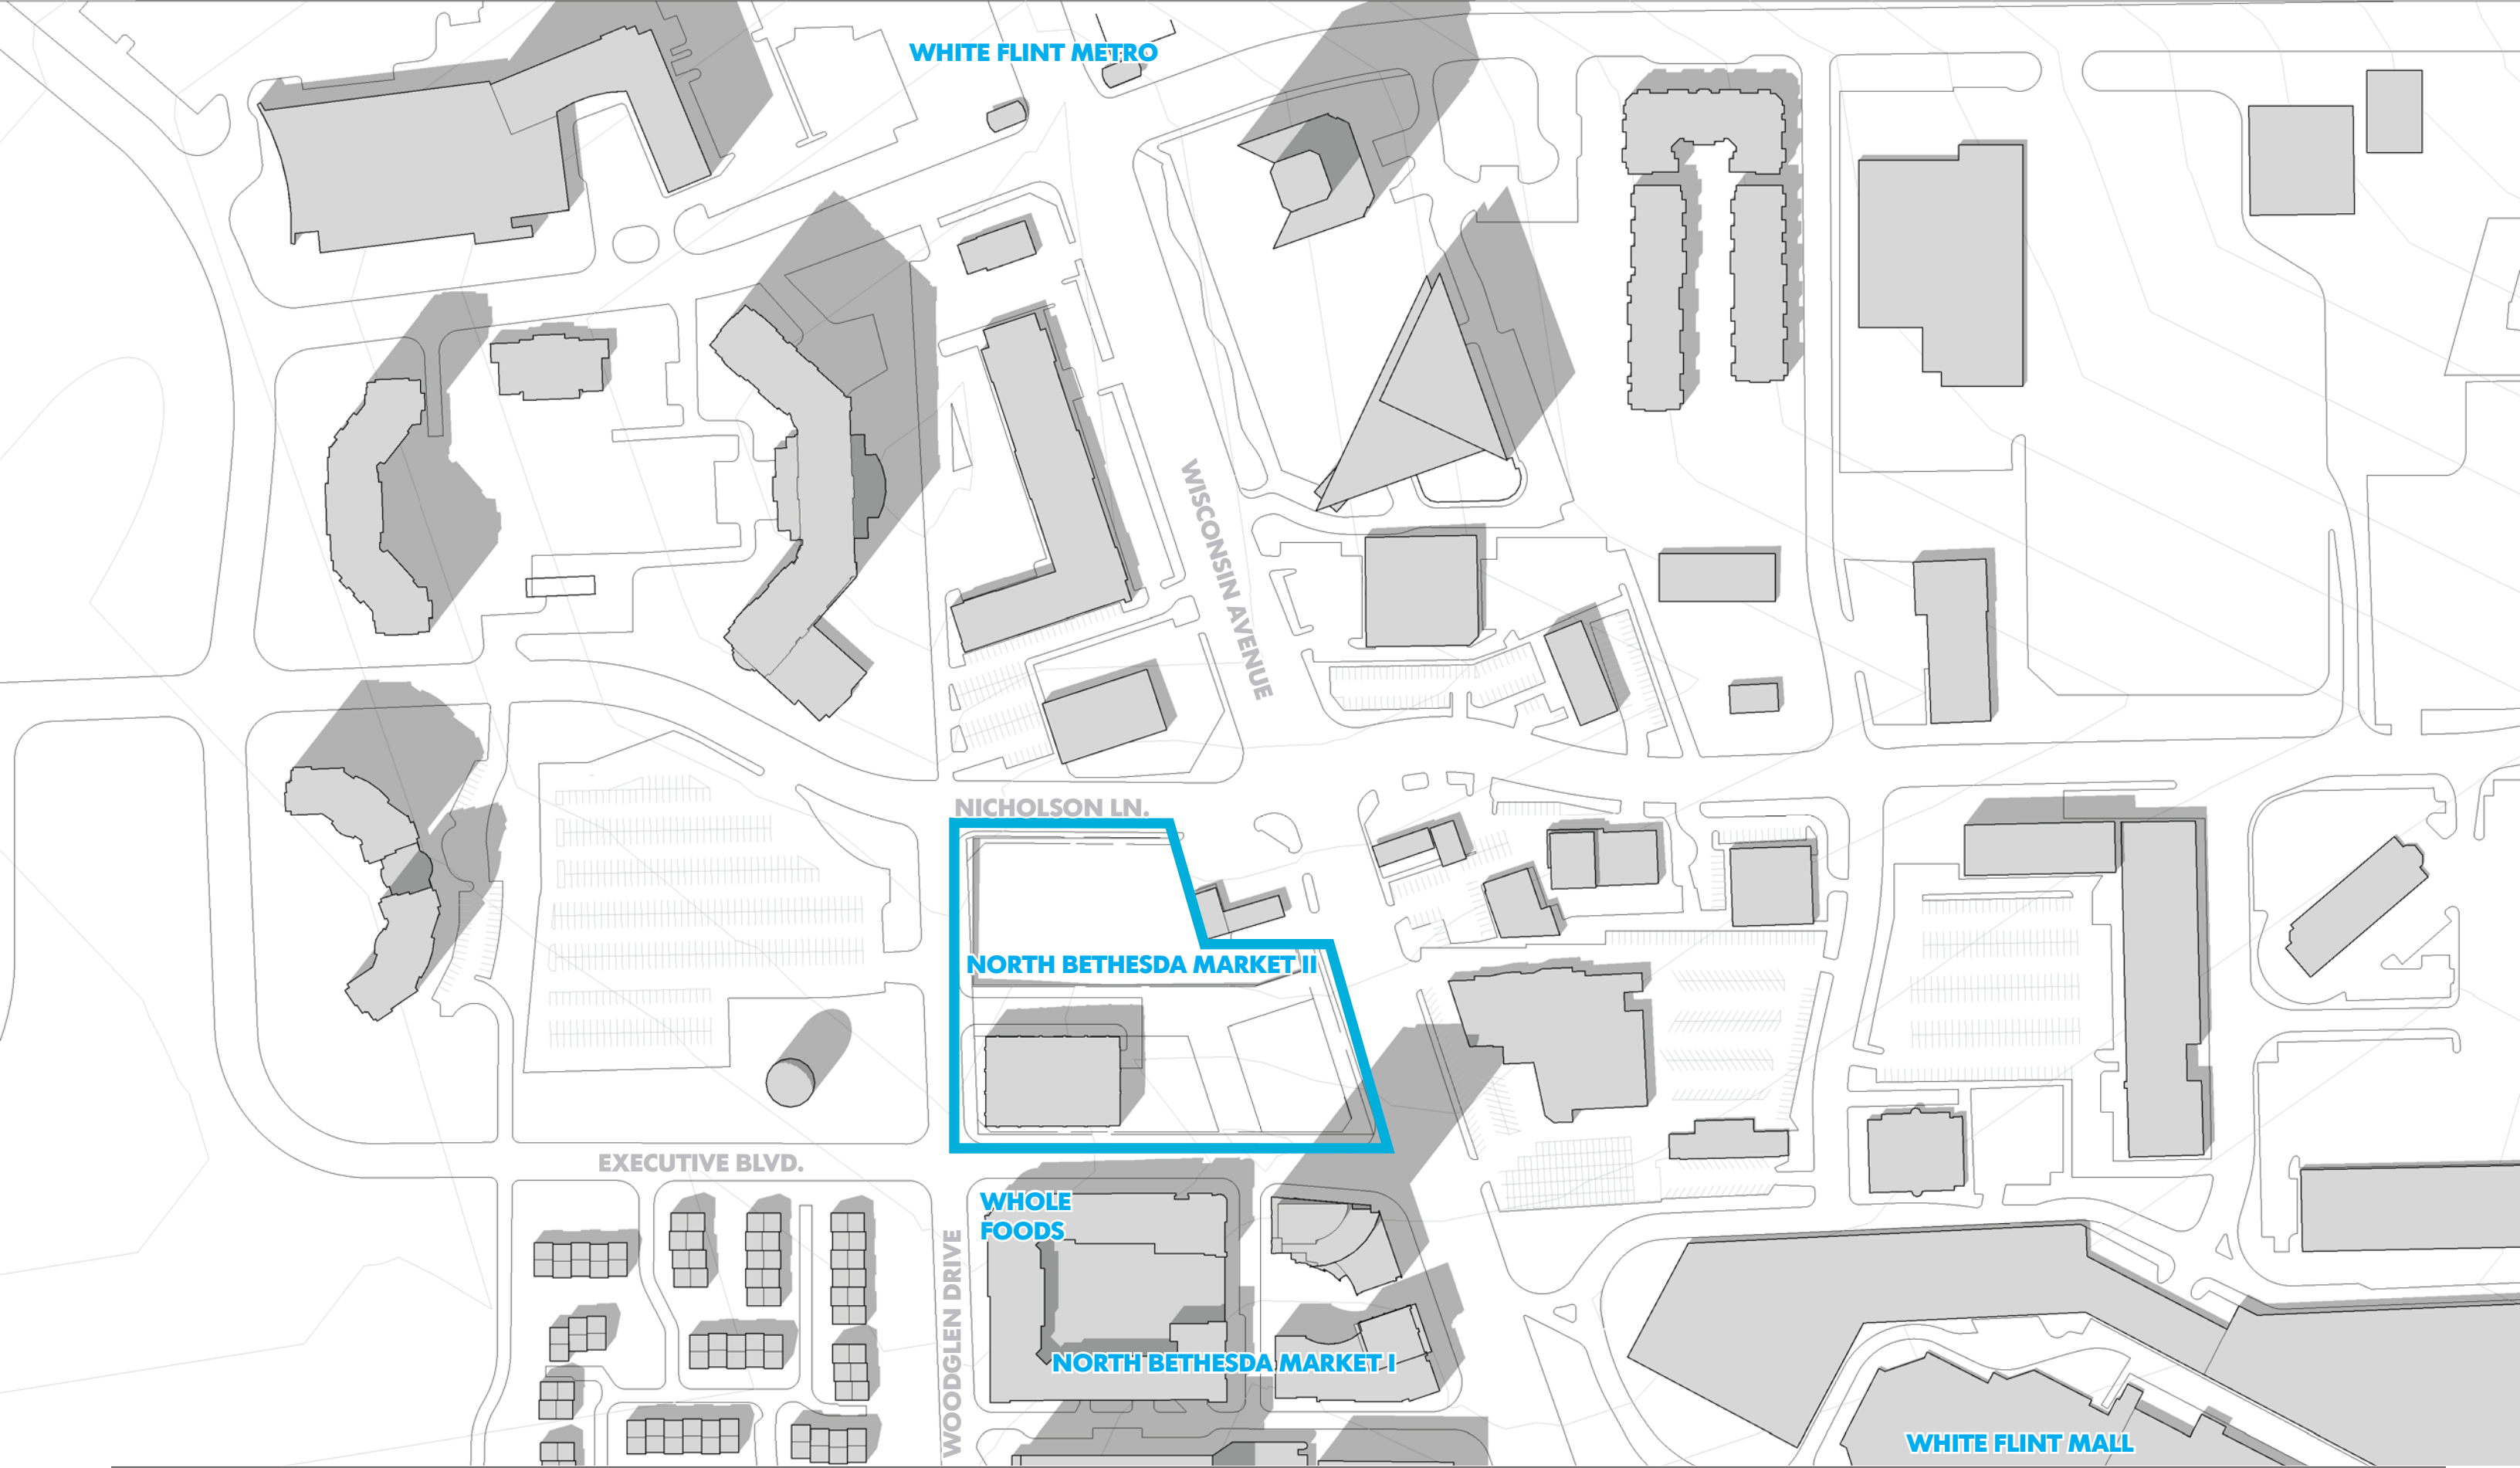 WHITE FLINT METRO
WISCONSIN AVENUE
NICHOLSON LN.
NORTH BETHESDA MARKET II
EXECUTIVE BLVD.
WHOLE
FOODS
WOODGLEN DRIVE
NORTH BETHESDA MARKET I
WHITE FLINT MALL